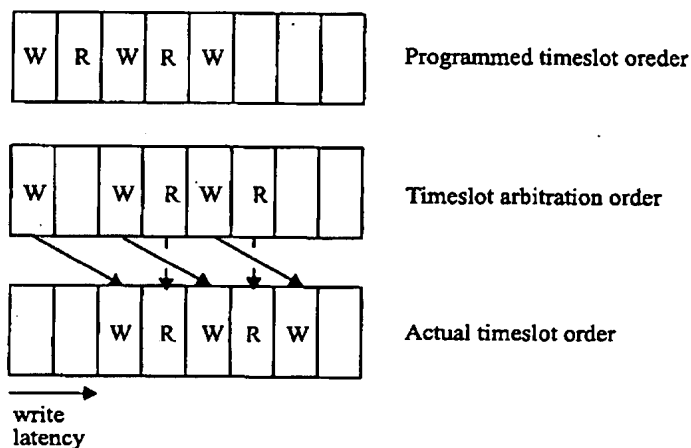 W R W R W Programmed timeslot oreder
W W R W R Timeslot arbitration order
W R W R W Actual timeslot order
write
latency